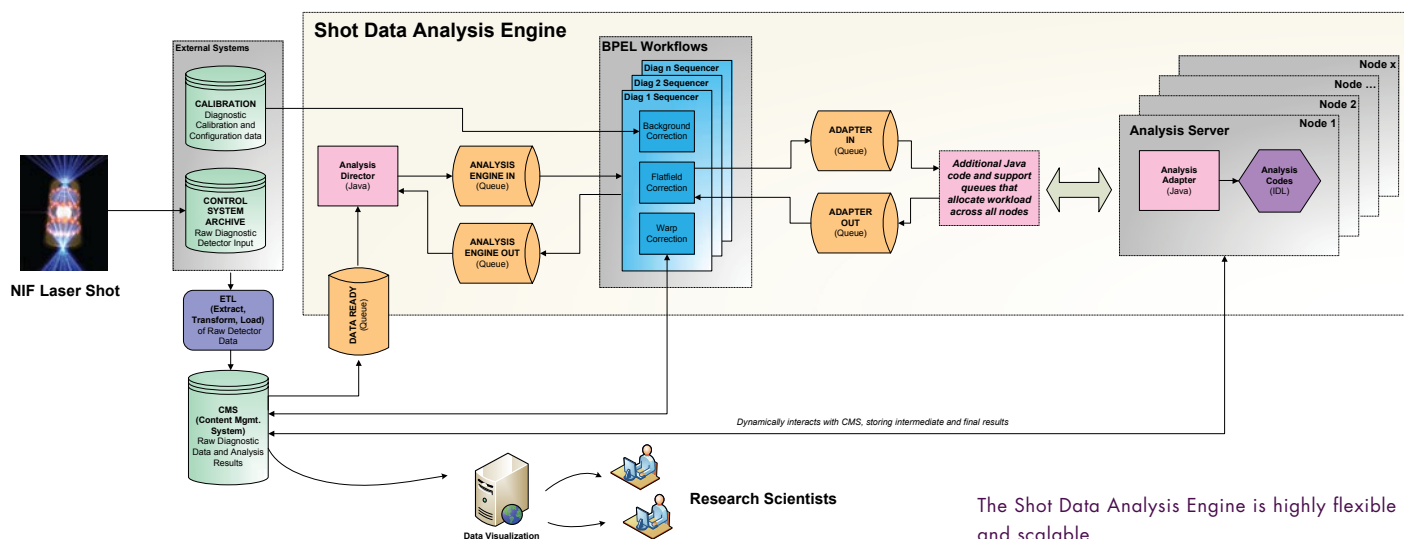 Shot Data Analysis Engine
External Systems
CALIBRATION
Diagnostic
Calibration and
Configuration data
CONTROL
SYSTEM
ARCHIVE
Raw Diagnostic
Detector Input
NIF Laser Shot
ETL
(Extract,
Transform, Load)
of Raw Detector
Data
CMS
(Content Mgmt.
System)
Raw Diagnostic
Data and Analysis
Results
DATA READY
(Queue)
Analysis
Director
(Java)
ANALYSIS
ENGINE IN
(Queue)
ANALYSIS
ENGINE OUT
(Queue)
BPEL Workflows
Diag n Sequencer
Diag 2 Sequencer
Diag 1 Sequencer
Background
Correction
Flatfield
Correction
Warp
Correction
ADAPTER
IN
(Queue)
ADAPTER
OUT
(Queue)
Additional Java
code and support
queues that
allocate workload
across all nodes
Node x
Node …
Node 2
Node 1
Analysis Server
Analysis
Adapter
(Java)
Analysis
Codes
(IDL)
Dynamically interacts with CMS, storing intermediate and final results
Data Visualization
Research Scientists
The Shot Data Analysis Engine is highly flexible
and scalable